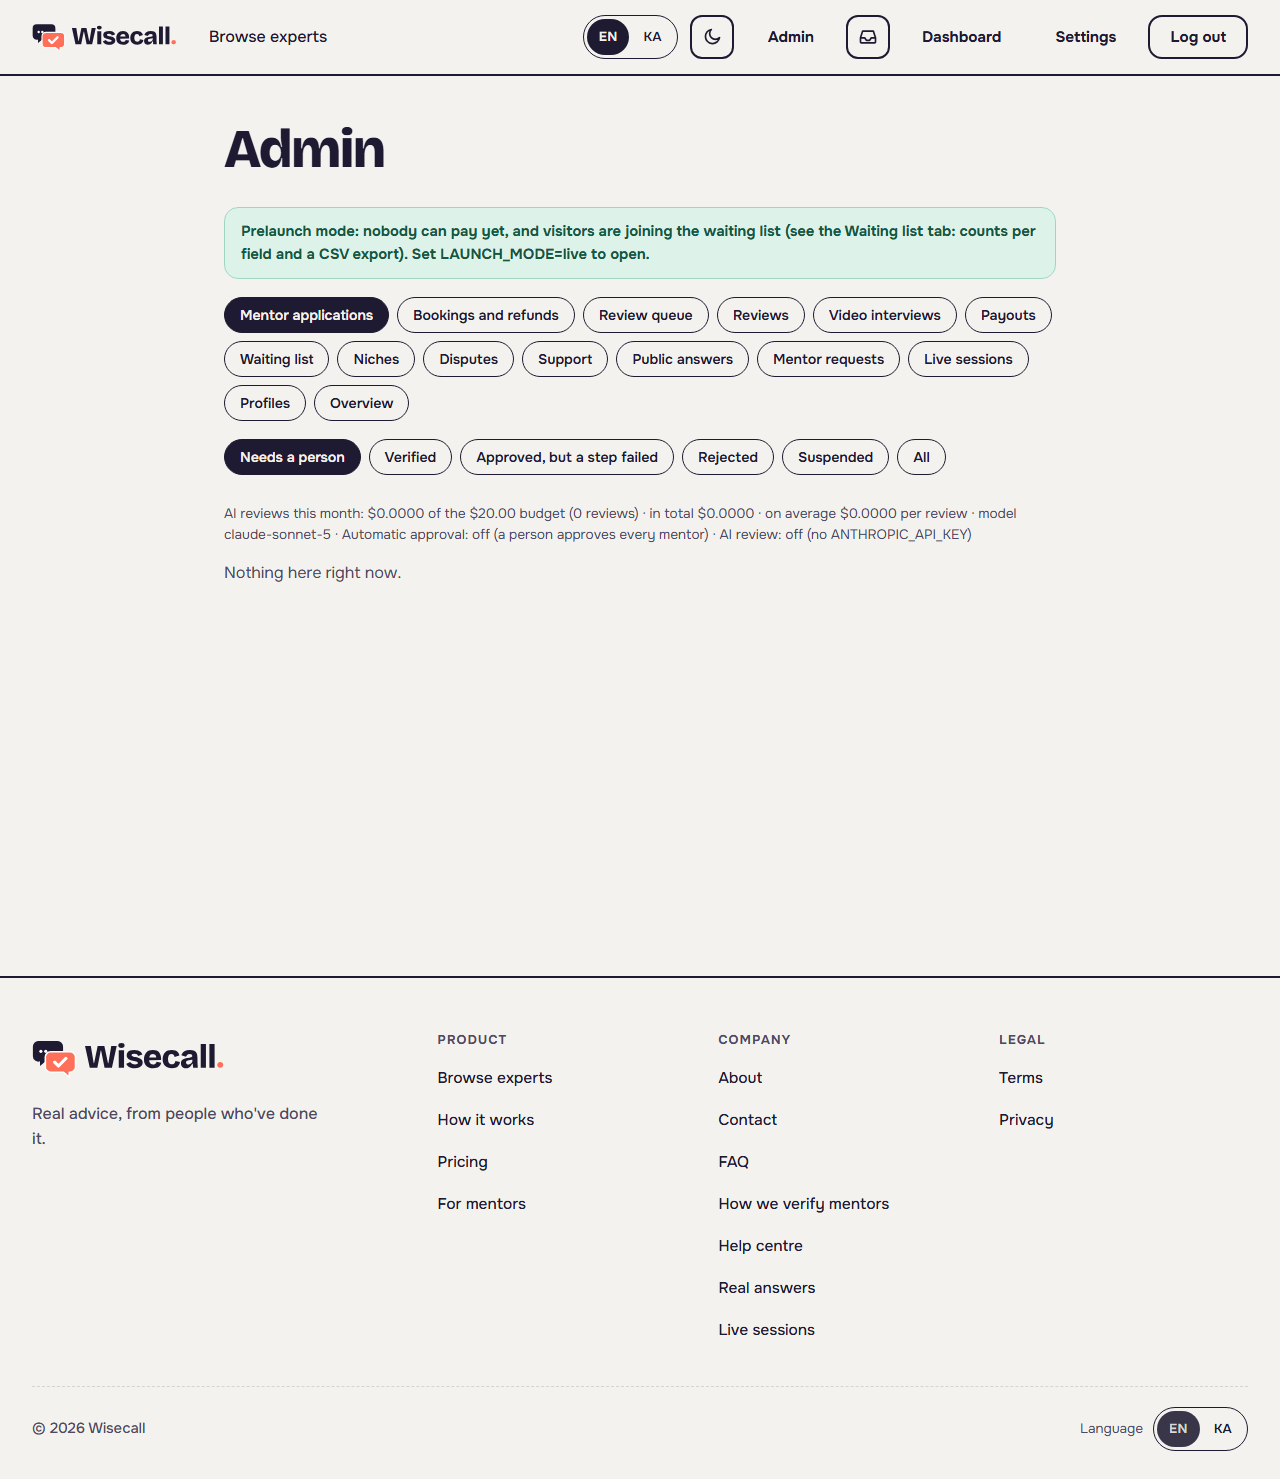 Wisecall.
Browse experts
EN
KA
Admin
Dashboard
Settings
Log out
Admin
Prelaunch mode: nobody can pay yet, and visitors are joining the waiting list (see the Waiting list tab: counts per
field and a CSV export). Set LAUNCH_MODE=live to open.
Mentor applications
Bookings and refunds
Review queue
Reviews
Video interviews
Payouts
Waiting list
Niches
Disputes
Support
Public answers
Mentor requests
Live sessions
Profiles
Overview
Needs a person
Verified
Approved, but a step failed
Rejected
Suspended
All
AI reviews this month: $0.0000 of the $20.00 budget (0 reviews) · in total $0.0000 · on average $0.0000 per review · model
claude-sonnet-5 · Automatic approval: off (a person approves every mentor) · AI review: off (no ANTHROPIC_API_KEY)
Nothing here right now.
Wisecall.
Real advice, from people who've done
it.
PRODUCT
Browse experts
How it works
Pricing
For mentors
COMPANY
About
Contact
FAQ
How we verify mentors
Help centre
Real answers
Live sessions
LEGAL
Terms
Privacy
© 2026 Wisecall
Language
EN
KA